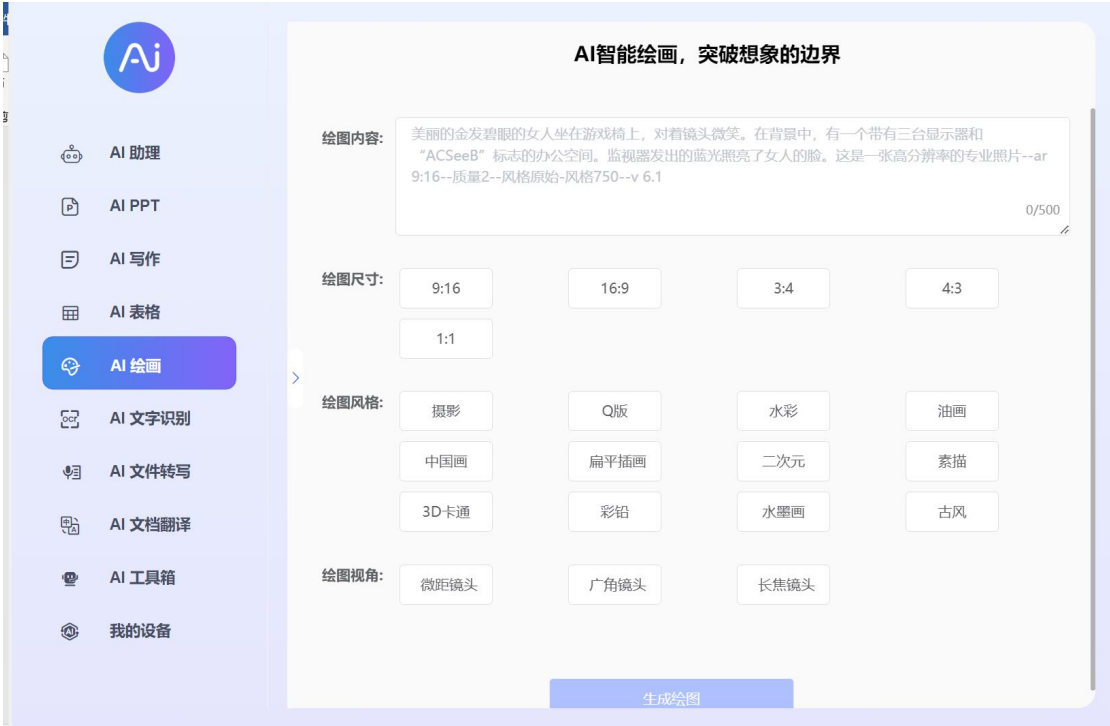 Ai
AI 助理
AI PPT
AI 写作
AI 表格
AI 绘画
AI 文字识别
AI 文件转写
AI 文档翻译
AI 工具箱
我的设备
AI智能绘画，突破想象的边界
绘图内容:
美丽的金发碧眼的女人坐在游戏椅上，对着镜头微笑。在背景中，有一个带有三台显示器和
“ACSeeB”标志的办公空间。监视器发出的蓝光照亮了女人的脸。这是一张高分辨率的专业照片--ar
9:16--质量2--风格原始-风格750--v 6.1
0/500
绘图尺寸:
9:16 16:9 3:4 4:3
1:1
绘图风格:
摄影 Q版 水彩 油画
中国画 扁平插画 二次元 素描
3D卡通 彩铅 水墨画 古风
绘图视角:
微距镜头 广角镜头 长焦镜头
生成绘图